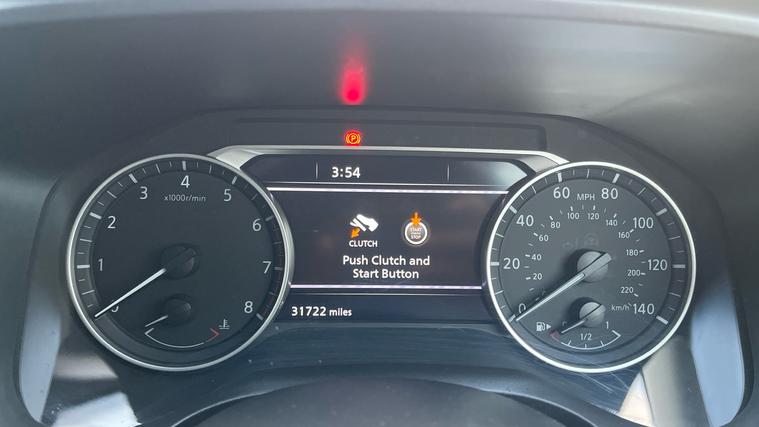 P
3:54
x1000r/min
0 1 2 3 4 5 6 7 8
CLUTCH
START
STOP
Push Clutch and
Start Button
31722 miles
MPH
0 20 40 60 80 100 120 140
20 40 60 80 100 120 140 160 180 200 220
km/h
1/2
1